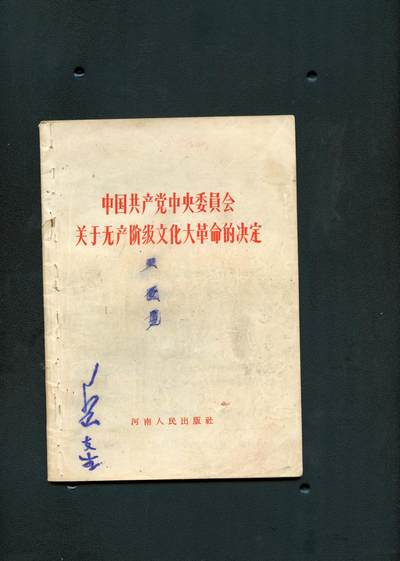 中国共产党中央委員会
关于无产阶级文化大革命的决定
河南人民出版社